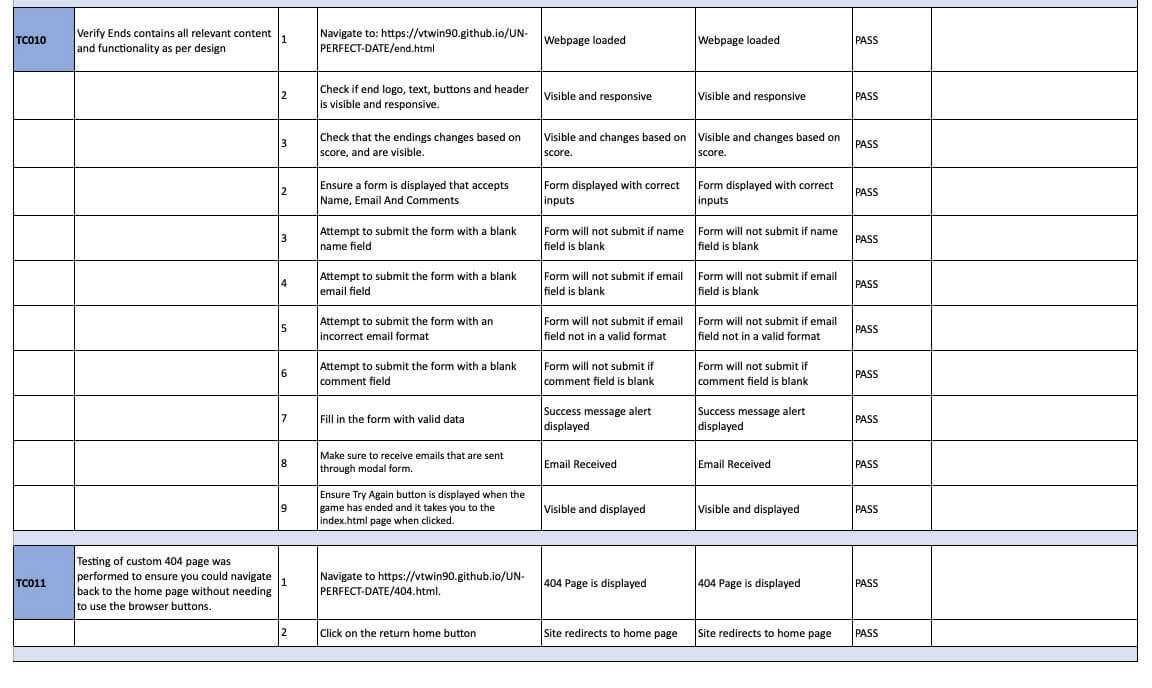 TC010
Verify Ends contains all relevant content
and functionality as per design
1
Navigate to: https://vtwin90.github.io/UN-
PERFECT-DATE/end.html
Webpage loaded
Webpage loaded
PASS
2
Check if end logo, text, buttons and header
is visible and responsive.
Visible and responsive
Visible and responsive
PASS
3
Check that the endings changes based on
score, and are visible.
Visible and changes based on
score.
Visible and changes based on
score.
PASS
2
Ensure a form is displayed that accepts
Name, Email And Comments
Form displayed with correct
inputs
Form displayed with correct
inputs
PASS
3
Attempt to submit the form with a blank
name field
Form will not submit if name
field is blank
Form will not submit if name
field is blank
PASS
4
Attempt to submit the form with a blank
email field
Form will not submit if email
field is blank
Form will not submit if email
field is blank
PASS
5
Attempt to submit the form with an
incorrect email format
Form will not submit if email
field not in a valid format
Form will not submit if email
field not in a valid format
PASS
6
Attempt to submit the form with a blank
comment field
Form will not submit if
comment field is blank
Form will not submit if
comment field is blank
PASS
7
Fill in the form with valid data
Success message alert
displayed
Success message alert
displayed
PASS
8
Make sure to receive emails that are sent
through modal form.
Email Received
Email Received
PASS
9
Ensure Try Again button is displayed when the
game has ended and it takes you to the
index.html page when clicked.
Visible and displayed
Visible and displayed
PASS
TC011
Testing of custom 404 page was
performed to ensure you could navigate
back to the home page without needing
to use the browser buttons.
1
Navigate to https://vtwin90.github.io/UN-
PERFECT-DATE/404.html.
404 Page is displayed
404 Page is displayed
PASS
2
Click on the return home button
Site redirects to home page
Site redirects to home page
PASS